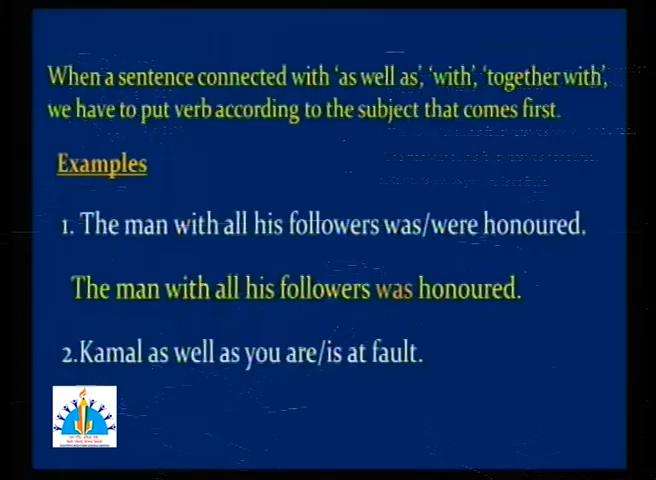 When a sentence connected with ‘as well as’, ‘with’, ‘together with’,
we have to put verb according to the subject that comes first.
Examples
1. The man with all his followers was/were honoured.
The man with all his followers was honoured.
2.Kamal as well as you are/is at fault.